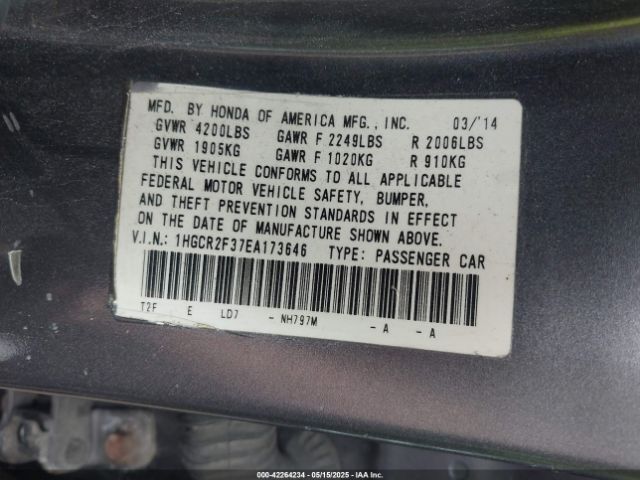 MFD. BY HONDA OF AMERICA MFG., INC. 03/'14
GVWR 4200LBS GAWR F 2249LBS R 2006LBS
GVWR 1905KG GAWR F 1020KG R 910KG
THIS VEHICLE CONFORMS TO ALL APPLICABLE
FEDERAL MOTOR VEHICLE SAFETY, BUMPER,
AND THEFT PREVENTION STANDARDS IN EFFECT
ON THE DATE OF MANUFACTURE SHOWN ABOVE.
V.I.N.: 1HGCR2F37EA173646 TYPE: PASSENGER CAR
T2F E LD7 - NH797M - A - A
000-42264234 - 05/15/2025 - IAA Inc.